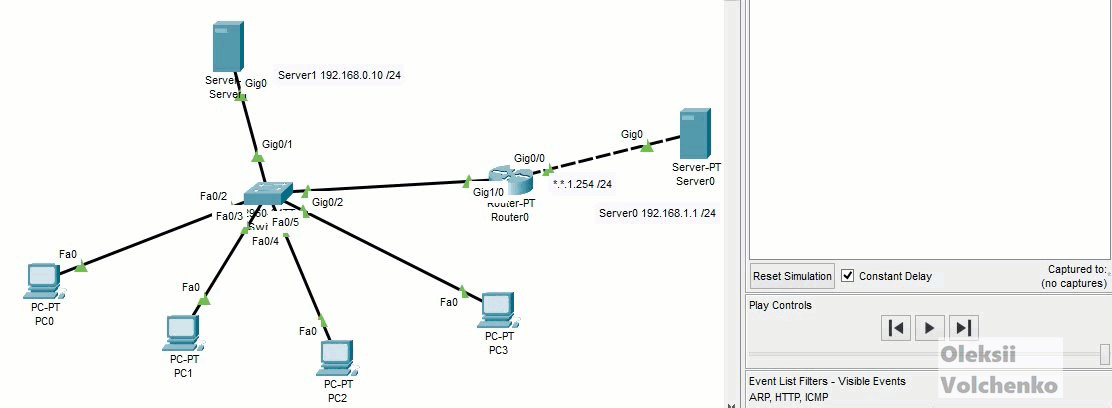 Server1 192.168.0.10 /24
Server-
Server
Gig0
Gig0/1
Gig0
Gig0/0
Server-PT
Server0
*.*.1.254 /24
Gig1/0
Router-PT
Router0
Server0 192.168.1.1 /24
Fa0/2
Gig0/2
Fa0/3
Fa0/5
Fa0/4
Fa0
PC-PT
PC0
Fa0
PC-PT
PC1
Fa0
PC-PT
PC2
Fa0
PC-PT
PC3
Reset Simulation
Constant Delay
Captured to:
(no captures)
Play Controls
Oleksii
Volchenko
Event List Filters - Visible Events
ARP, HTTP, ICMP